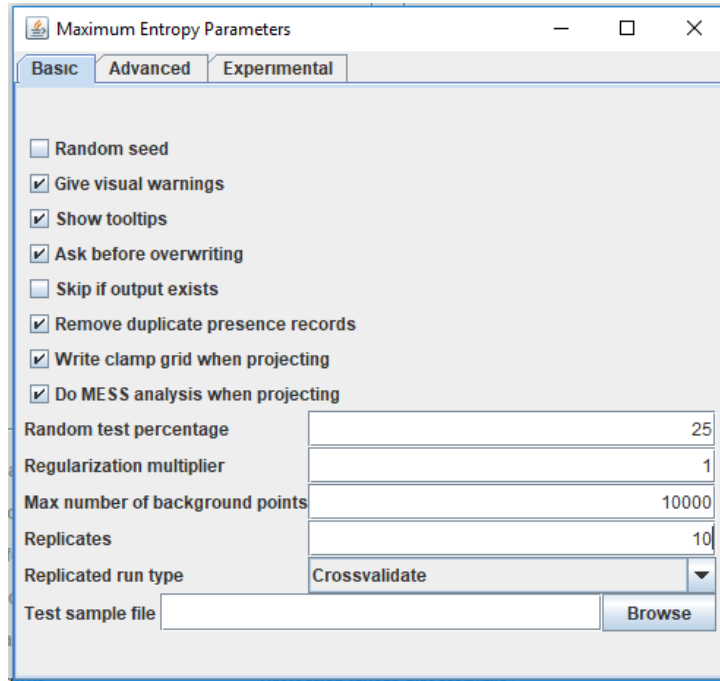 Maximum Entropy Parameters
Basic Advanced Experimental
Random seed
Give visual warnings
Show tooltips
Ask before overwriting
Skip if output exists
Remove duplicate presence records
Write clamp grid when projecting
Do MESS analysis when projecting
Random test percentage 25
Regularization multiplier 1
Max number of background points 10000
Replicates 10
Replicated run type Crossvalidate
Test sample file Browse